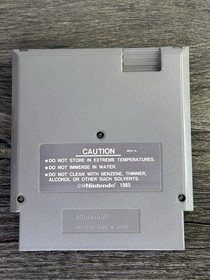 CAUTION
REV-A
●DO NOT STORE IN EXTREME TEMPERATURES.
●DO NOT IMMERSE IN WATER.
●DO NOT CLEAN WITH BENZENE, THINNER,
ALCOHOL OR OTHER SUCH SOLVENTS.
©Nintendo® 1985
Nintendo